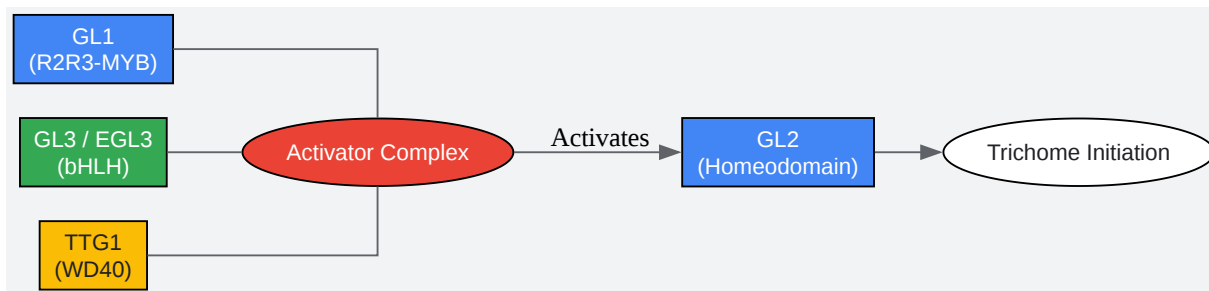 GL1
(R2R3-MYB)
GL3 / EGL3
(bHLH)
TTG1
(WD40)
Activator Complex
Activates
GL2
(Homeodomain)
Trichome Initiation